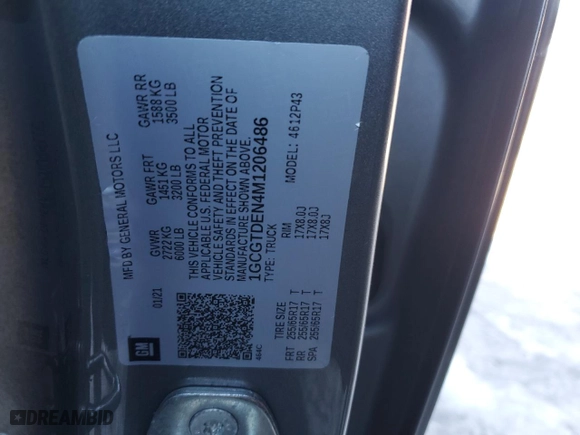 MFD BY GENERAL MOTORS LLC
01/21
GVWR GAWR FRT GAWR RR
2722 KG 1451 KG 1588 KG
6000 LB 3200 LB 3500 LB
THIS VEHICLE CONFORMS TO ALL
APPLICABLE U.S. FEDERAL MOTOR
VEHICLE SAFETY AND THEFT PREVENTION
STANDARDS IN EFFECT ON THE DATE OF
MANUFACTURE SHOWN ABOVE.
1GCGTDEN4M1206486
TYPE: TRUCK MODEL: 4612P43
TIRE SIZE RIM
FRT 255/65R17 T 17X8.0J
RR 255/65R17 T 17X8.0J
SPA 255/65R17 T 17X8J
GM
464C
DREAMBID